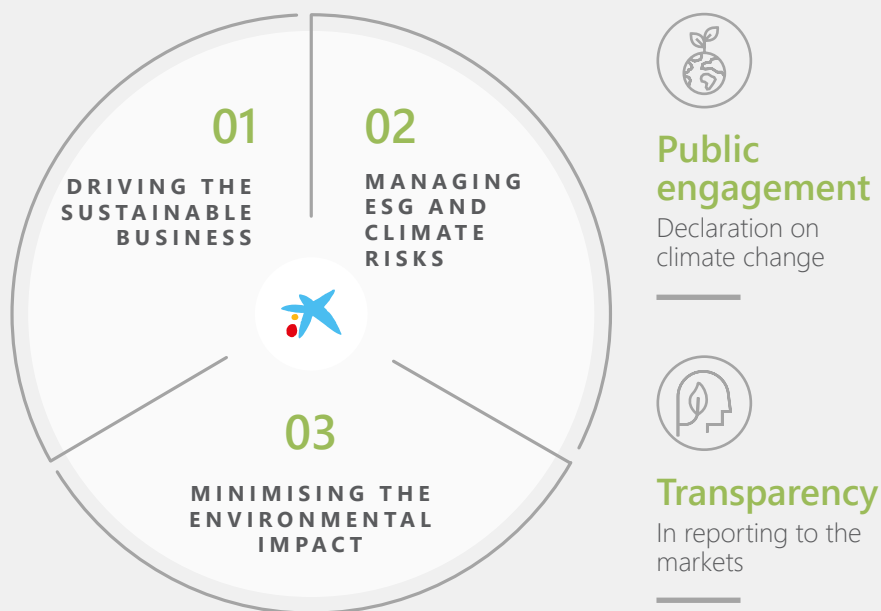 01
DRIVING THE
SUSTAINABLE
BUSINESS
02
MANAGING
ESG AND
CLIMATE
RISKS
03
MINIMISING THE
ENVIRONMENTAL
IMPACT
Public
engagement
Declaration on
climate change
Transparency
In reporting to the
markets